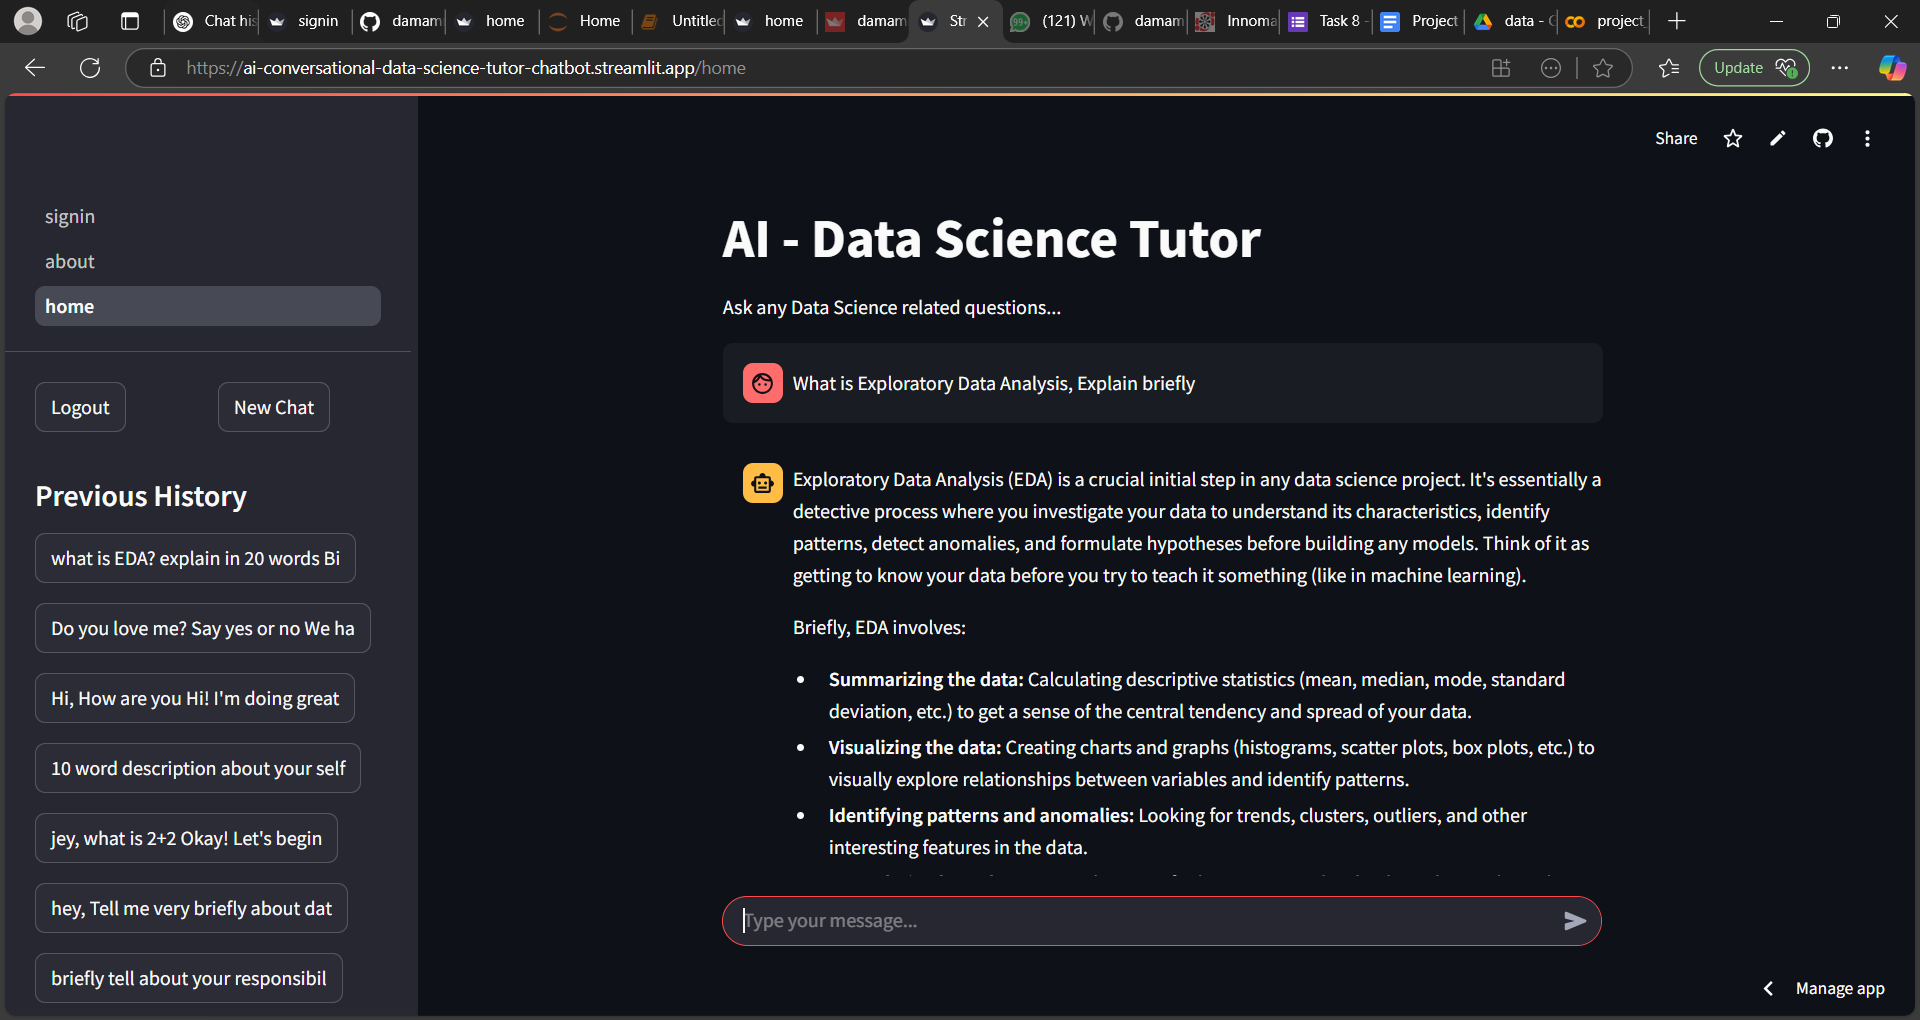 Chat his
signin
damam
home
Home
Untitled
home
damam
Str
(121) W
damam
Innoma
Task 8 -
Project
data - G
project_
https://ai-conversational-data-science-tutor-chatbot.streamlit.app/home
Update
Share
signin
about
home
Logout
New Chat
Previous History
what is EDA? explain in 20 words Bi
Do you love me? Say yes or no We ha
Hi, How are you Hi! I'm doing great
10 word description about your self
jey, what is 2+2 Okay! Let's begin
hey, Tell me very briefly about dat
briefly tell about your responsibil
AI - Data Science Tutor
Ask any Data Science related questions...
What is Exploratory Data Analysis, Explain briefly
Exploratory Data Analysis (EDA) is a crucial initial step in any data science project. It's essentially a
detective process where you investigate your data to understand its characteristics, identify
patterns, detect anomalies, and formulate hypotheses before building any models. Think of it as
getting to know your data before you try to teach it something (like in machine learning).
Briefly, EDA involves:
• Summarizing the data: Calculating descriptive statistics (mean, median, mode, standard
deviation, etc.) to get a sense of the central tendency and spread of your data.
• Visualizing the data: Creating charts and graphs (histograms, scatter plots, box plots, etc.) to
visually explore relationships between variables and identify patterns.
• Identifying patterns and anomalies: Looking for trends, clusters, outliers, and other
interesting features in the data.
Type your message...
Manage app